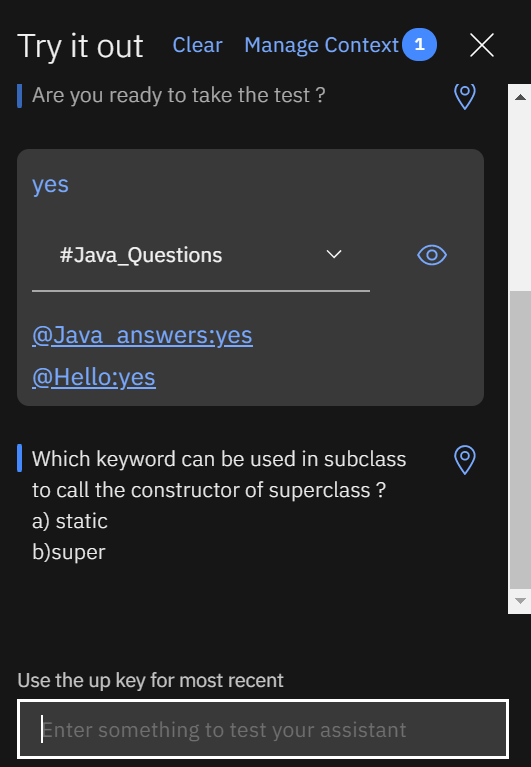 Try it out Clear Manage Context 1
Are you ready to take the test ?
yes
#Java_Questions
@Java_answers:yes
@Hello:yes
Which keyword can be used in subclass
to call the constructor of superclass ?
a) static
b)super
Use the up key for most recent
Enter something to test your assistant